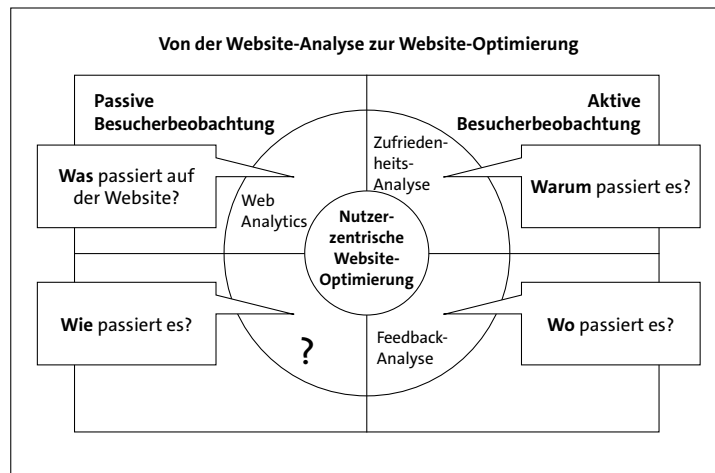 Von der Website-Analyse zur Website-Optimierung
Passive
Besucherbeobachtung
Aktive
Besucherbeobachtung
Was passiert auf
der Website?
Web
Analytics
Zufrieden-
heits-
Analyse
Warum passiert es?
Nutzer-
zentrische
Website-
Optimierung
Wie passiert es?
?
Feedback-
Analyse
Wo passiert es?